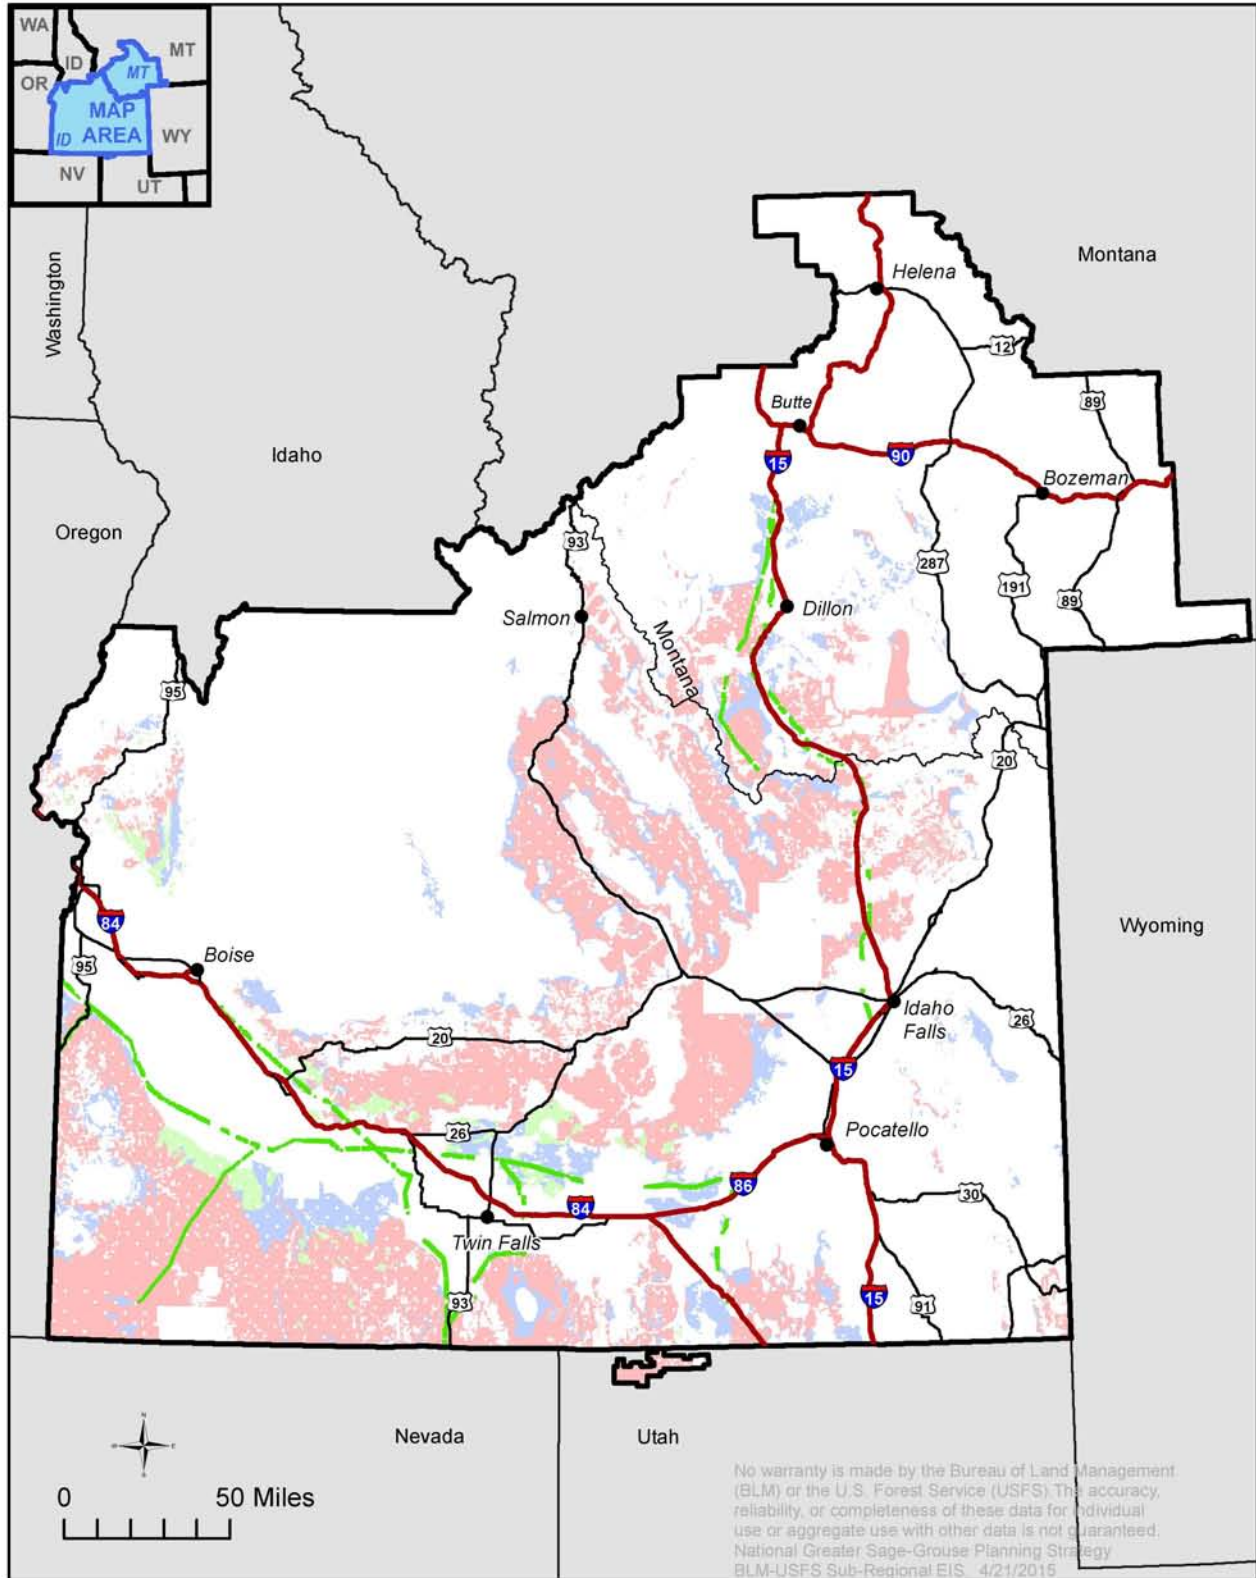 WA
MT
ID
MT
OR
MAP
AREA
ID
WY
NV
UT
Washington
Montana
Helena
12
Butte
89
Idaho
15
90
Bozeman
Oregon
93
287
191
89
Salmon
Dillon
Montana
95
20
84
Wyoming
95
Boise
Idaho
Falls
26
20
15
26
Pocatello
86
30
84
Twin Falls
93
15
91
Nevada
Utah
N
W
E
S
0
50 Miles
No warranty is made by the Bureau of Land Management
(BLM) or the U.S. Forest Service (USFS).The accuracy,
reliability, or completeness of these data for individual
use or aggregate use with other data is not guaranteed.
National Greater Sage-Grouse Planning Strategy
BLM-USFS Sub-Regional EIS 4/21/2015